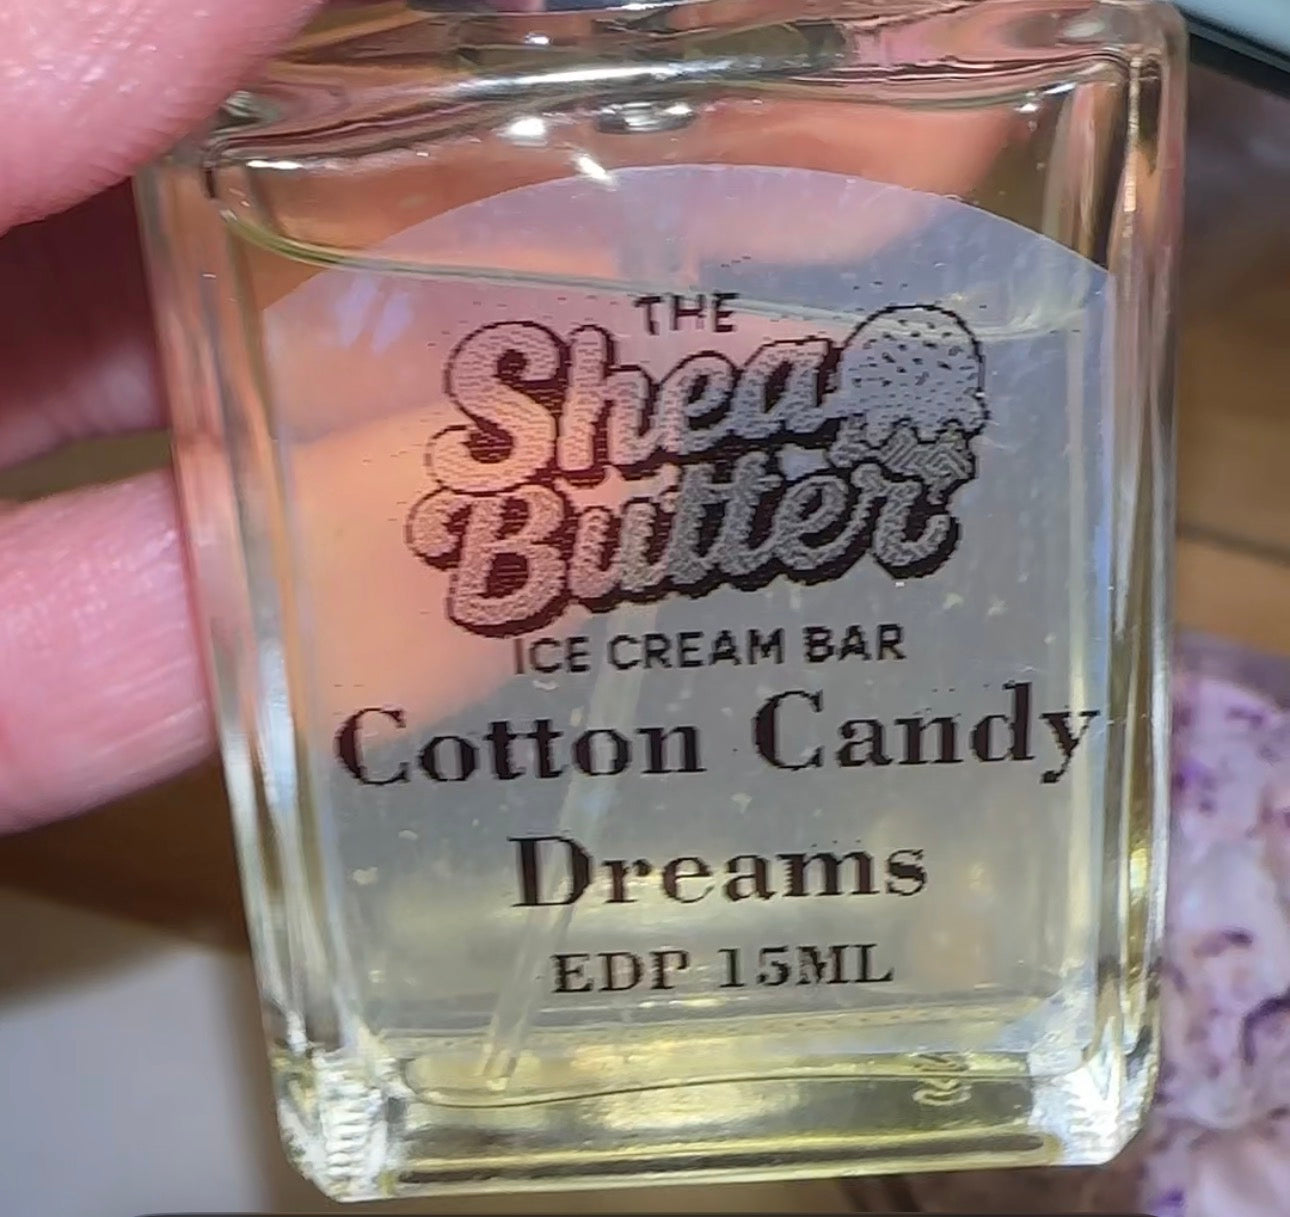 THE
Shea
Butter
ICE CREAM BAR
Cotton Candy
Dreams
EDP 15ML